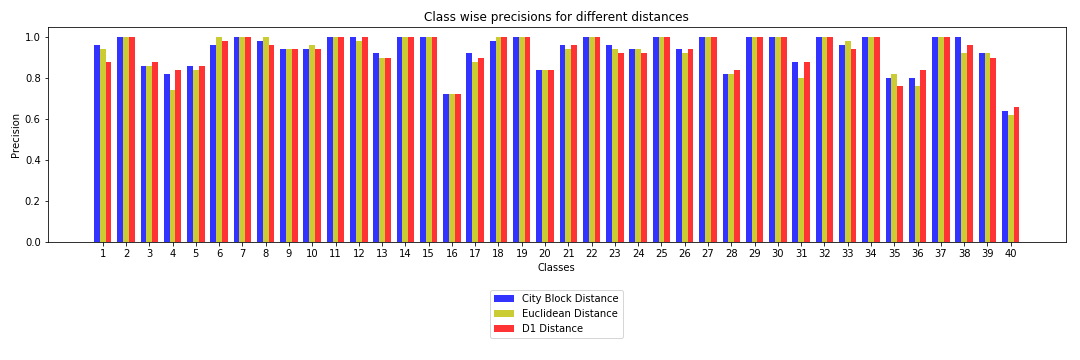 Class wise precisions for different distances
1.0
0.8
0.6
0.4
0.2
0.0
Precision
1 2 3 4 5 6 7 8 9 10 11 12 13 14 15 16 17 18 19 20 21 22 23 24 25 26 27 28 29 30 31 32 33 34 35 36 37 38 39 40
Classes
City Block Distance
Euclidean Distance
D1 Distance